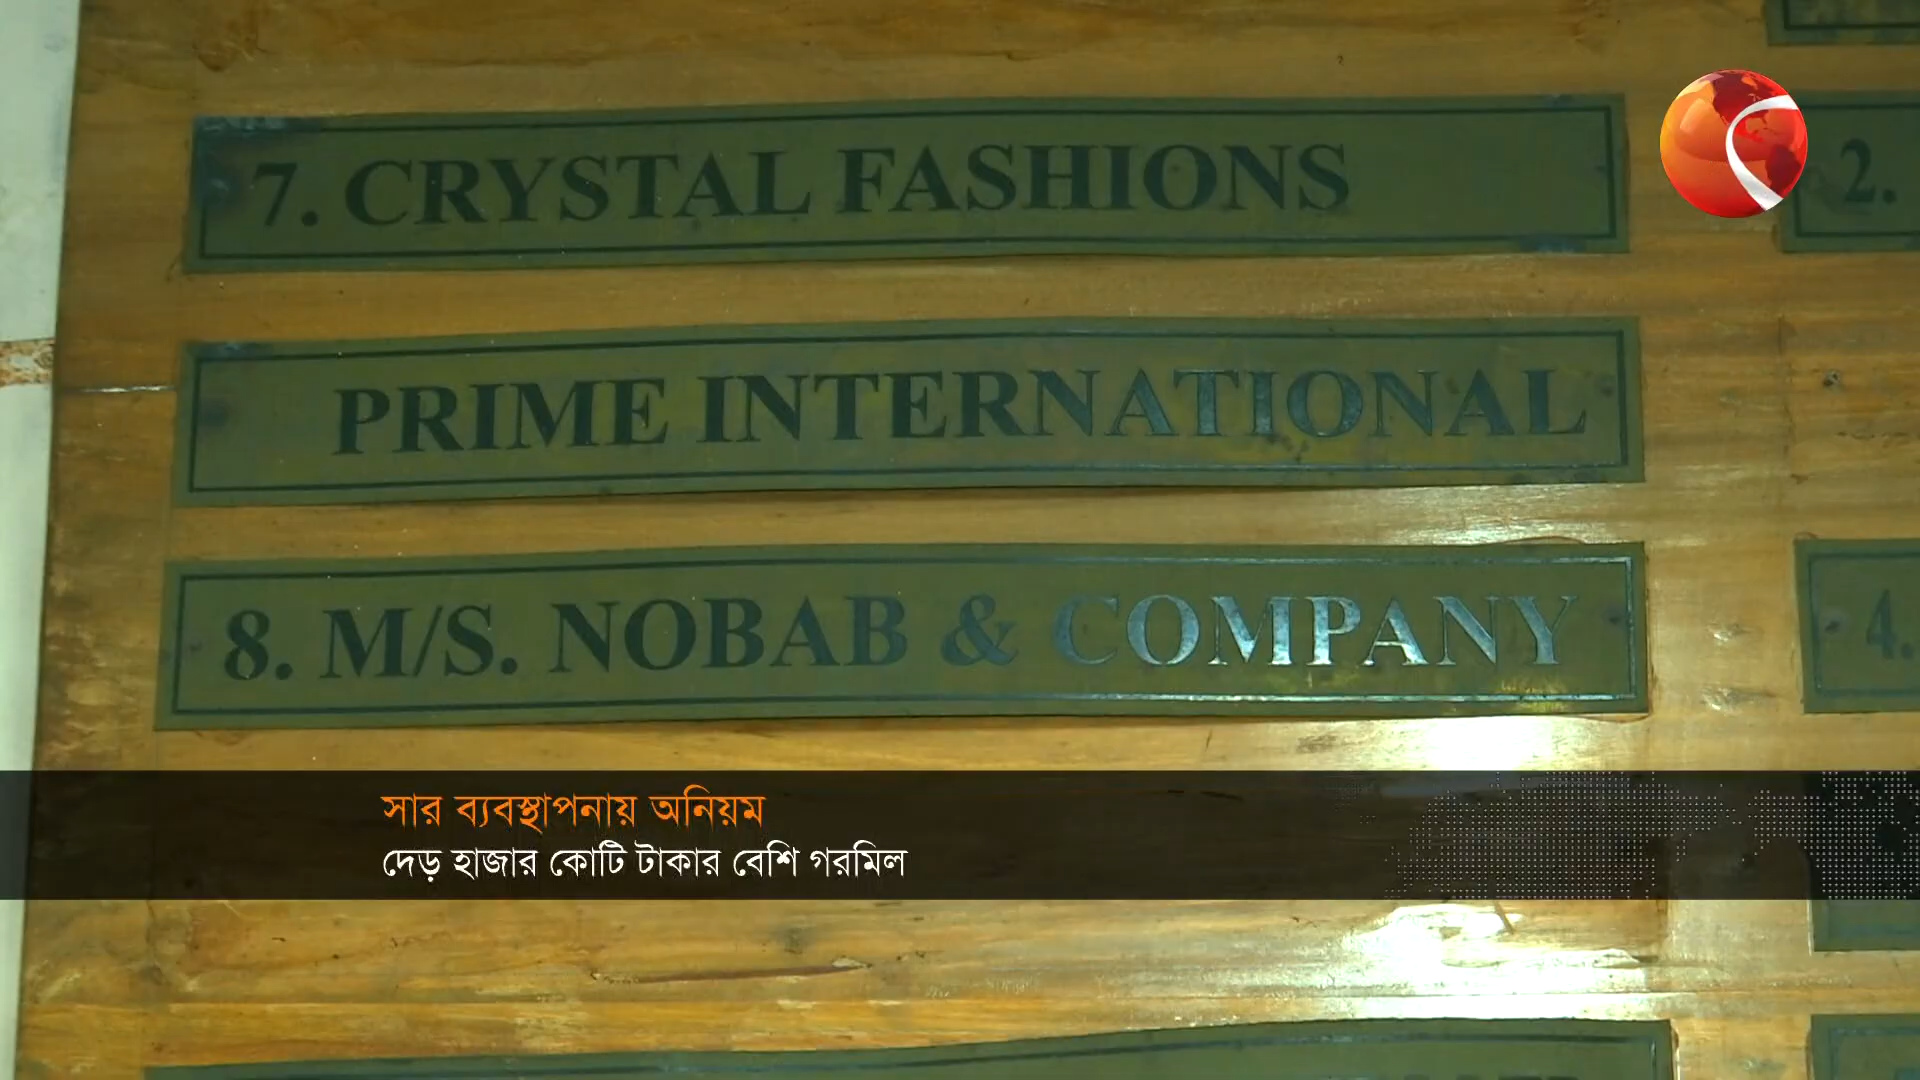 7. CRYSTAL FASHIONS
2.
PRIME INTERNATIONAL
8. M/S. NOBAB & COMPANY
4.
সার ব্যবস্থাপনায় অনিয়ম
দেড় হাজার কোটি টাকার বেশি গরমিল